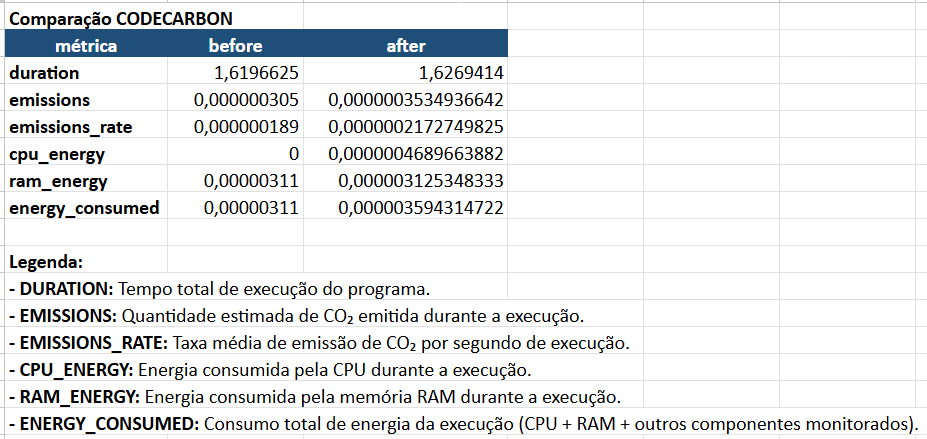 Comparação CODECARBON
métrica before after
duration 1,6196625 1,6269414
emissions 0,000000305 0,0000003534936642
emissions_rate 0,000000189 0,0000002172749825
cpu_energy 0 0,0000004689663882
ram_energy 0,00000311 0,000003125348333
energy_consumed 0,00000311 0,000003594314722
Legenda:
- DURATION: Tempo total de execução do programa.
- EMISSIONS: Quantidade estimada de CO₂ emitida durante a execução.
- EMISSIONS_RATE: Taxa média de emissão de CO₂ por segundo de execução.
- CPU_ENERGY: Energia consumida pela CPU durante a execução.
- RAM_ENERGY: Energia consumida pela memória RAM durante a execução.
- ENERGY_CONSUMED: Consumo total de energia da execução (CPU + RAM + outros componentes monitorados).